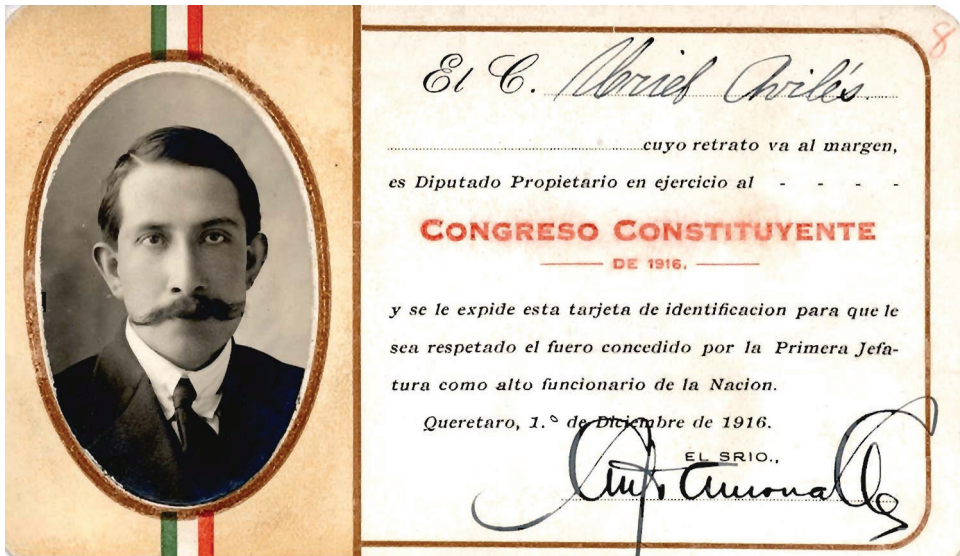 8
El C. Uriel Avilés.
cuyo retrato va al margen,
es Diputado Propietario en ejercicio al - - - -
CONGRESO CONSTITUYENTE
DE 1916.
y se le expide esta tarjeta de identificacion para que le
sea respetado el fuero concedido por la Primera Jefa-
tura como alto funcionario de la Nacion.
Queretaro, 1.º de Diciembre de 1916.
EL SRIO.,